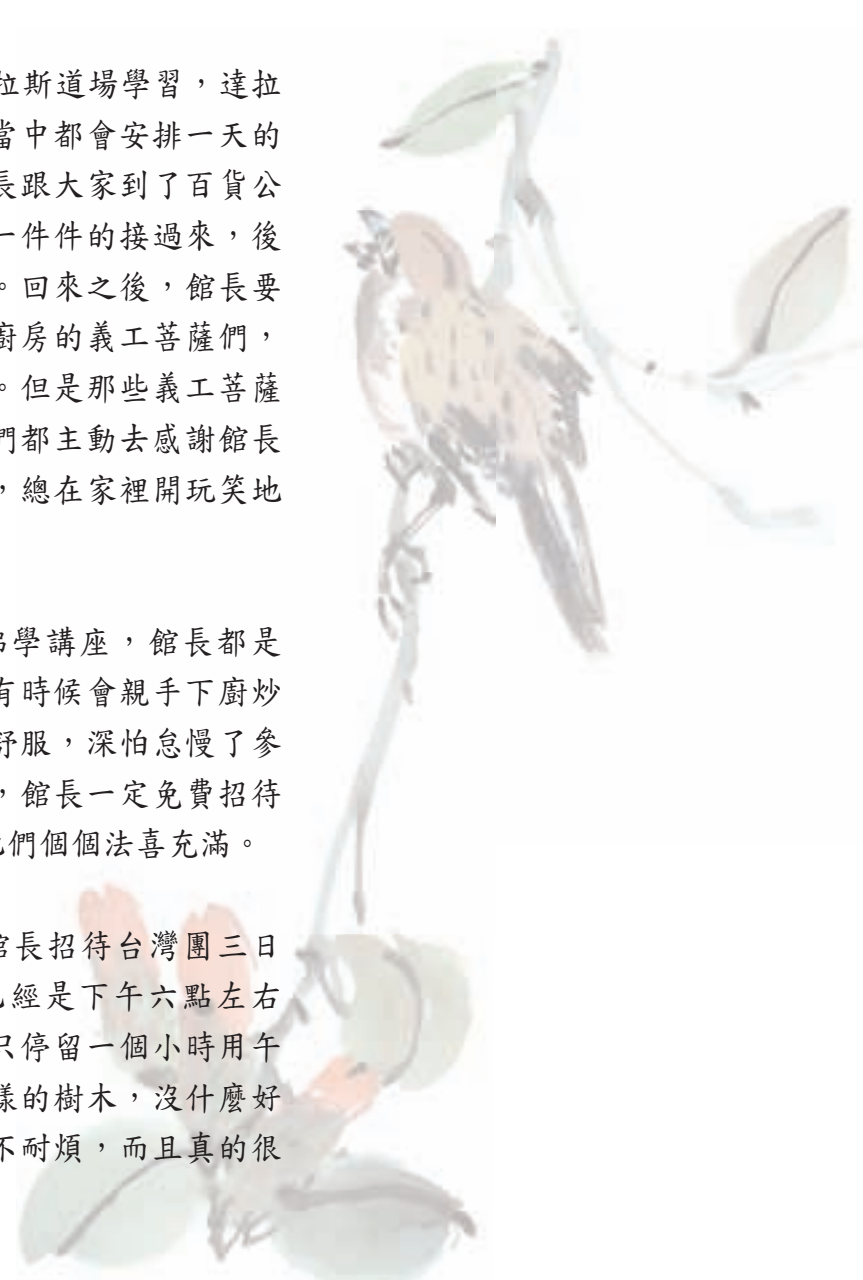 拉斯道場學習，達拉
當中都會安排一天的
長跟大家到了百貨公
一件件的接過來，後
。回來之後，館長要
廚房的義工菩薩們，
。但是那些義工菩薩
們都主動去感謝館長
，總在家裡開玩笑地
學講座，館長都是
有時候會親手下廚炒
舒服，深怕怠慢了參
，館長一定免費招待
們個個法喜充滿。
館長招待台灣團三日
已經是下午六點左右
只停留一個小時用午
樣的樹木，沒什麼好
不耐煩，而且真的很